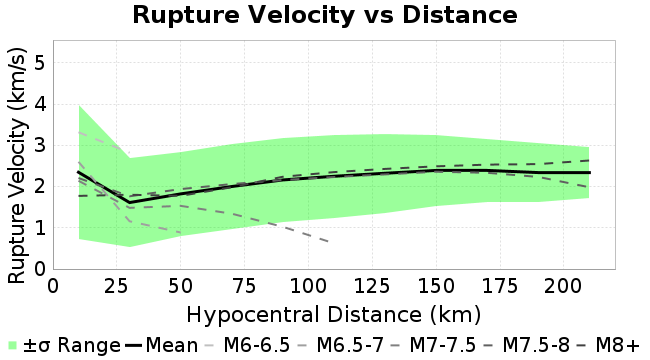 Rupture Velocity vs Distance
Rupture Velocity (km/s)
5
4
3
2
1
0
0 25 50 75 100 125 150 175 200
Hypocentral Distance (km)
±σ Range Mean M6-6.5 M6.5-7 M7-7.5 M7.5-8 M8+